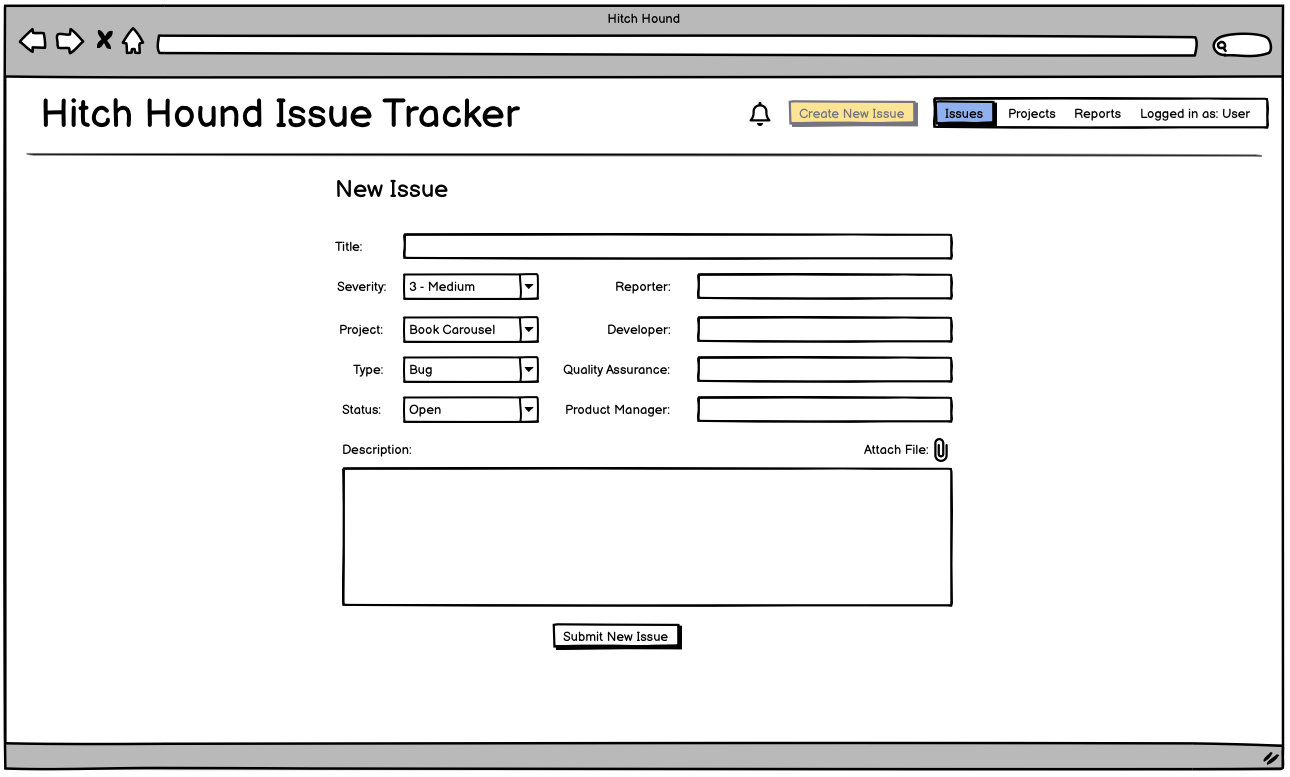 Hitch Hound
Hitch Hound Issue Tracker
Create New Issue
Issues Projects Reports Logged in as: User
New Issue
Title:
Severity: 3 - Medium Reporter:
Project: Book Carousel Developer:
Type: Bug Quality Assurance:
Status: Open Product Manager:
Description: Attach File:
Submit New Issue